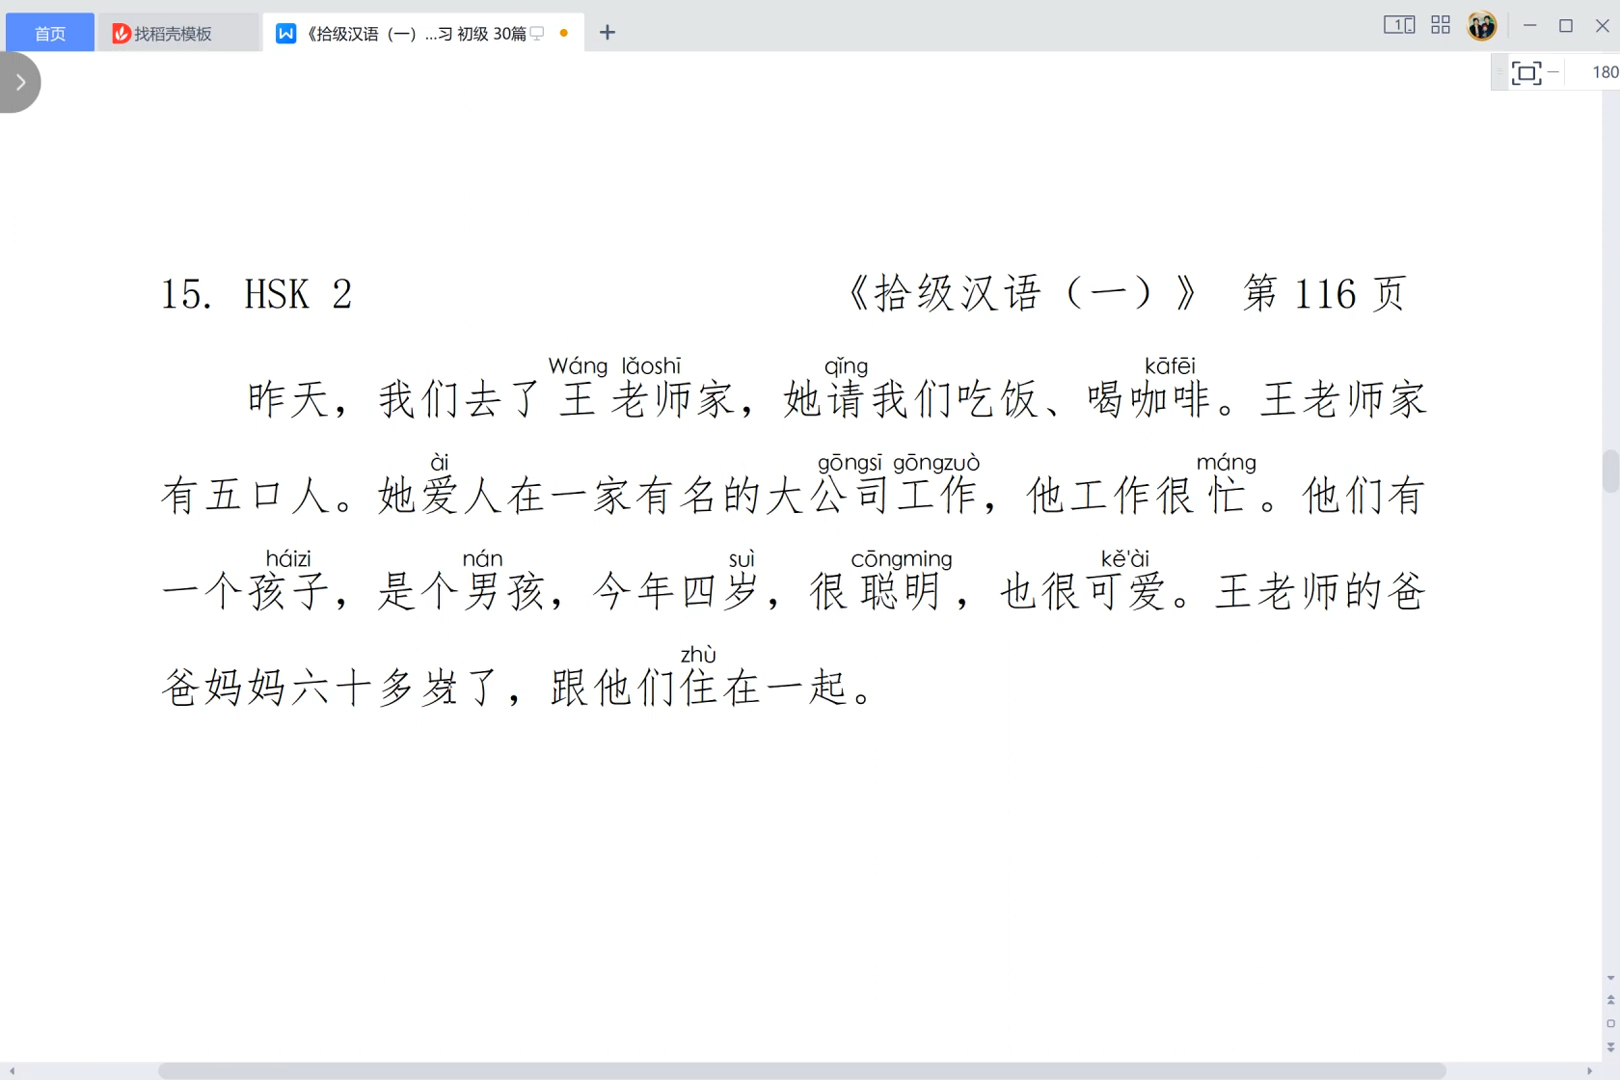 首页 找稻壳模板 《拾级汉语（一）...习 初级 30篇
180
15. HSK 2 《拾级汉语（一）》 第 116 页
Wáng lǎoshī qǐng kāfēi
昨天，我们去了王老师家，她请我们吃饭、喝咖啡。王老师家
ài gōngsī gōngzuò máng
有五口人。她爱人在一家有名的大公司工作，他工作很忙。他们有
háizi nán suì cōngming kě'ài
一个孩子，是个男孩，今年四岁，很聪明，也很可爱。王老师的爸
zhù
爸妈妈六十多岁了，跟他们住在一起。